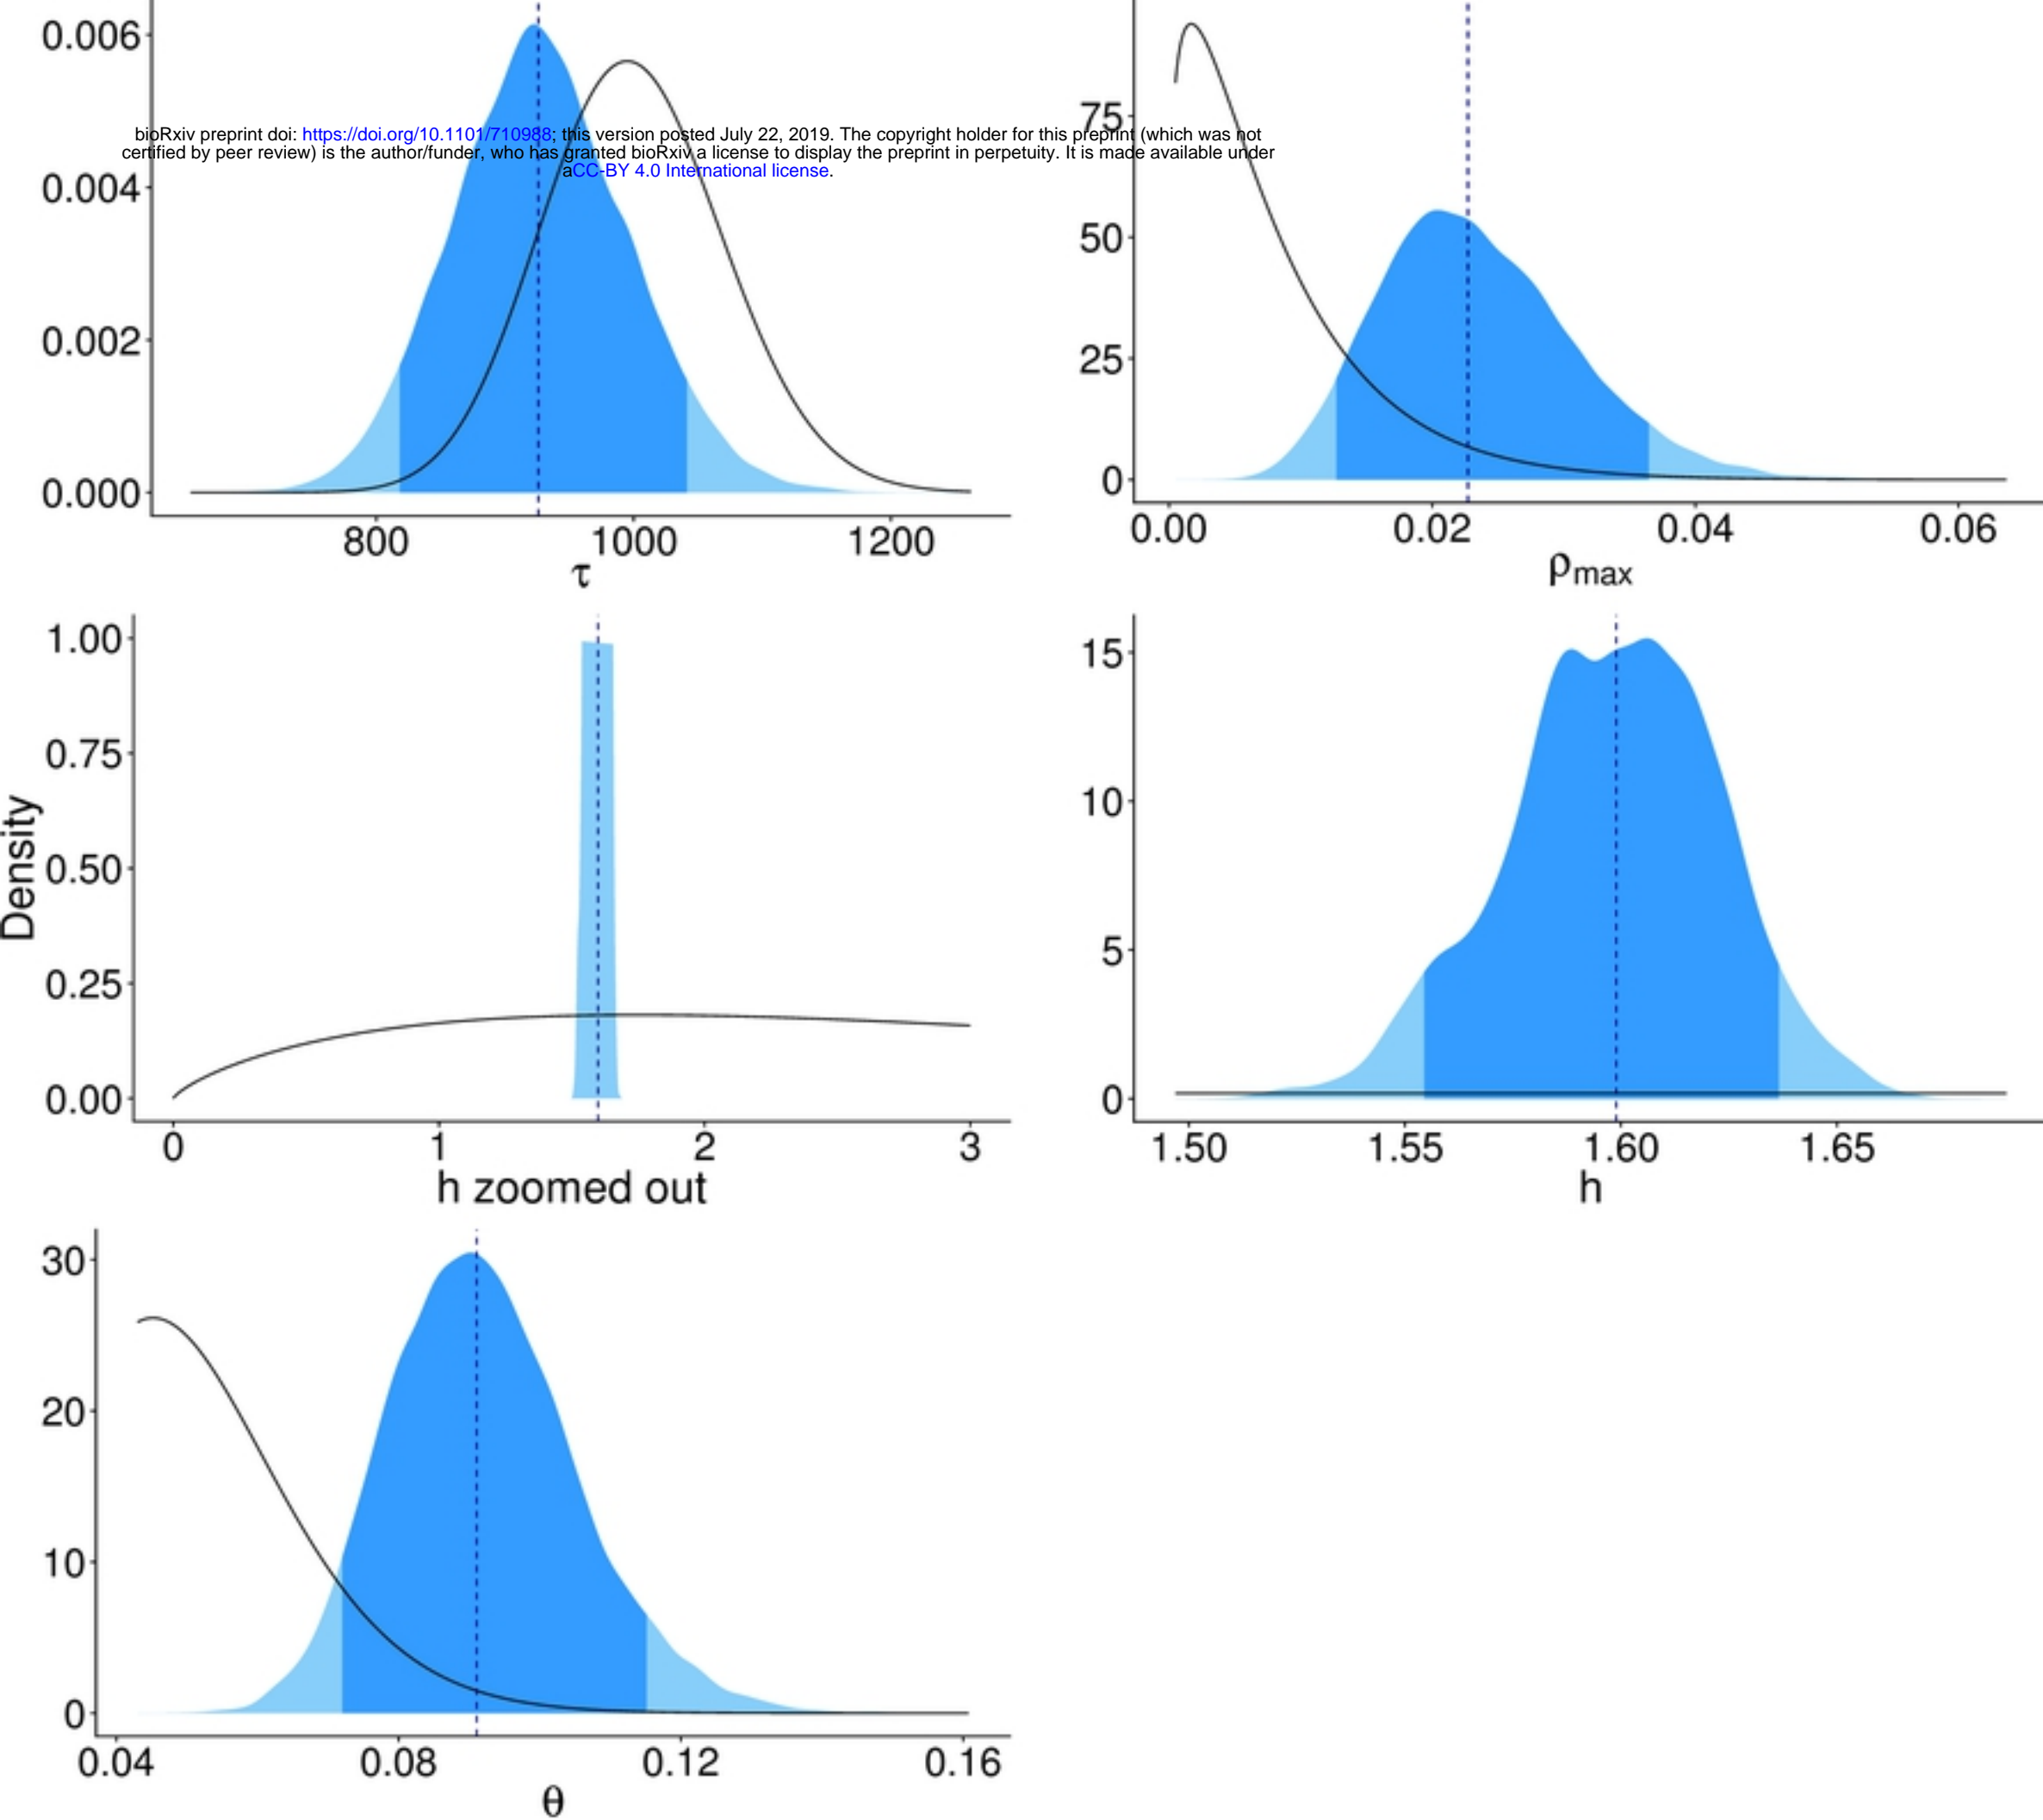 0.006
0.004
0.002
0.000
800 1000 1200
τ
75
50
25
0
0.00 0.02 0.04 0.06
ρmax
bioRxiv preprint doi: https://doi.org/10.1101/710988; this version posted July 22, 2019. The copyright holder for this preprint (which was not
certified by peer review) is the author/funder, who has granted bioRxiv a license to display the preprint in perpetuity. It is made available under
aCC-BY 4.0 International license.
Density
1.00
0.75
0.50
0.25
0.00
0 1 2 3
h zoomed out
15
10
5
0
1.50 1.55 1.60 1.65
h
30
20
10
0
0.04 0.08 0.12 0.16
θ